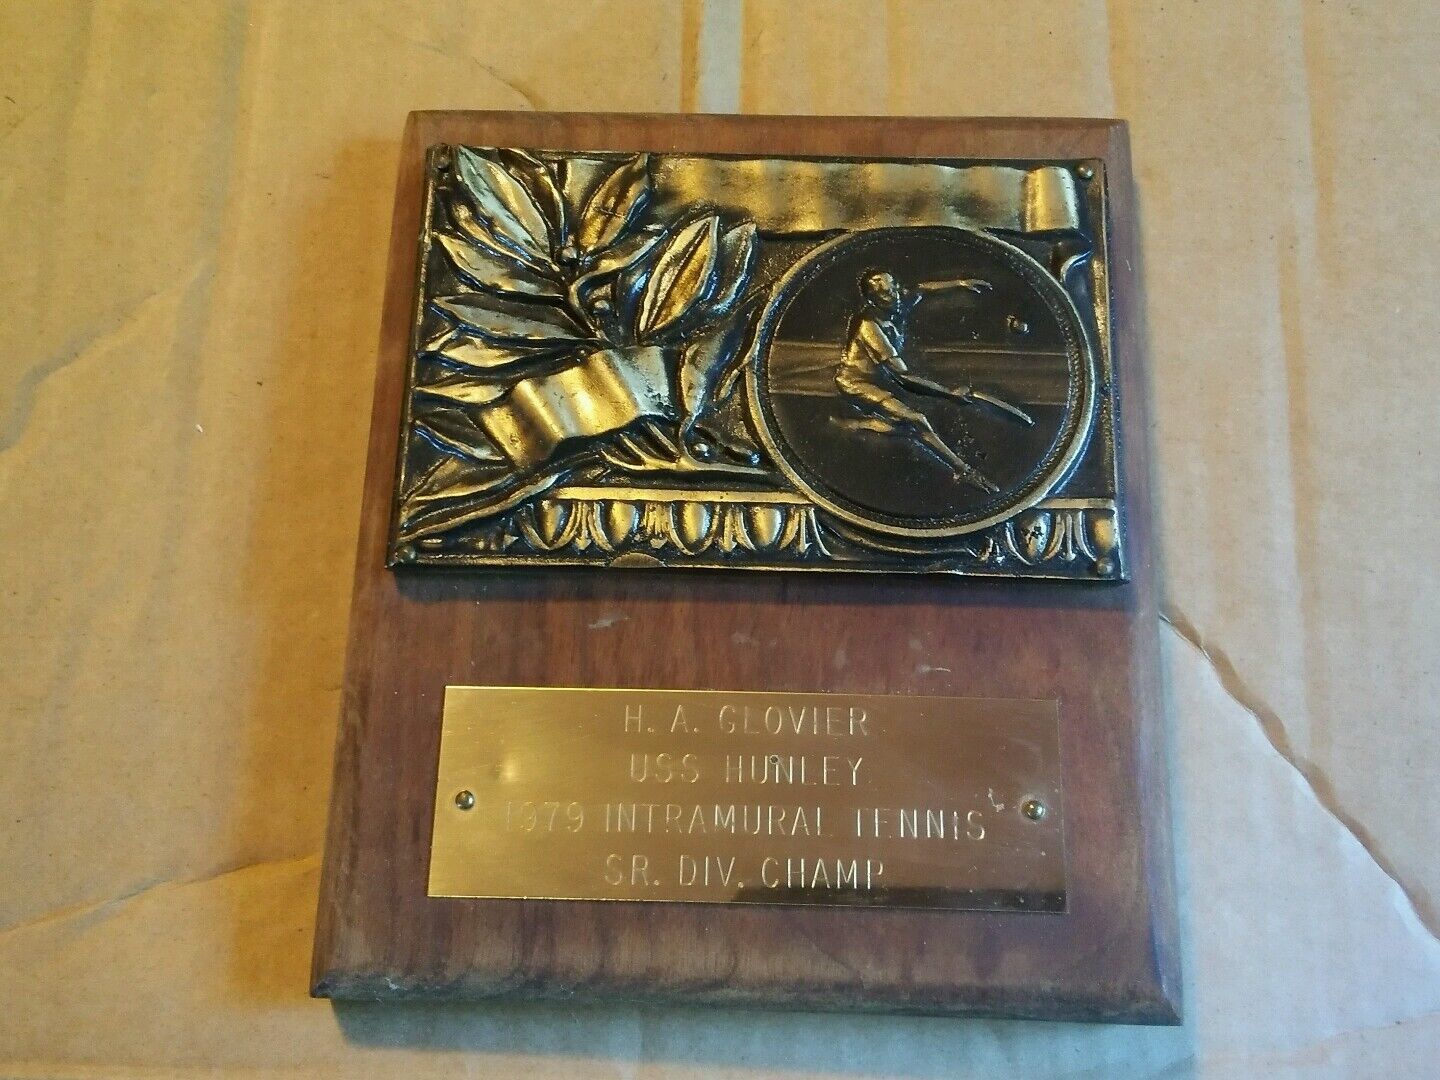 H. A. GLOVIER
USS HUNLEY
1979 INTRAMURAL TENNIS
SR. DIV. CHAMP